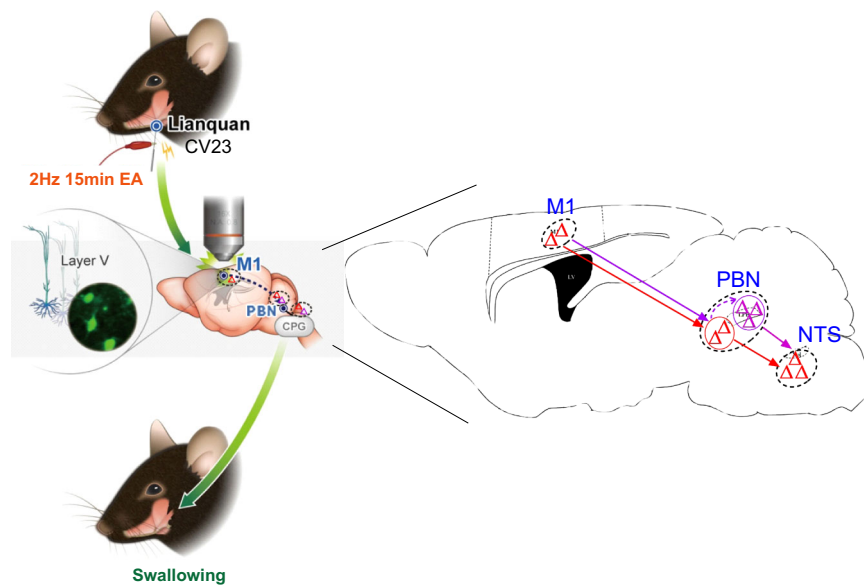 Lianquan
CV23
2Hz 15min EA
Layer V
M1
PBN
CPG
Swallowing
M1
LV
PBN
NTS